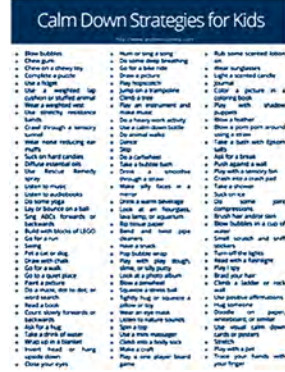 Calm Down Strategies for Kids
Blow bubbles
Chew gum
Chew on a chewy toy
Complete a puzzle
Use a fidget
Use a weighted lap
cushion or stuffed animal
Wear a weighted vest
Use stretchy resistance
bands
Crawl through a sensory
tunnel
Wear noise reducing ear
muffs
Suck on hard candies
Diffuse essential oils
Use Rescue Remedy
spray
Listen to music
Listen to audiobooks
Do some yoga
Lay or bounce on a ball
Sing ABCs forwards or
backwards
Build with blocks of LEGO
Go for a run
Swing
Pet a cat or dog
Draw with chalk
Go for a walk
Go to a quiet place
Paint a picture
Do a maze, dot to dot, or
word search
Read a book
Count slowly forwards or
backwards
Ask for a hug
Take a drink of water
Wrap up in a blanket
Invert head or hang
upside down
Close your eyes
Hum or sing a song
Do some deep breathing
Go for a bike ride
Draw a picture
Play hopscotch
Jump on a trampoline
Climb a tree
Play an instrument and
make music
Do a heavy work activity
Use a calm down bottle
Do animal walks
Dance
Skip
Do a cartwheel
Take a bubble bath
Drink a smoothie
through a straw
Make silly faces in a
mirror
Drink a warm beverage
Look at an hourglass,
lava lamp, or aquarium
Rip tissue paper
Bend and twist pipe
cleaners
Have a snack
Pop bubble wrap
Play with play dough,
slime, or silly putty
Look at a photo album
Blow a pinwheel
Squeeze a stress ball
Tightly hug or squeeze a
pillow or toy
Wear an eye mask
Listen to nature sounds
Spin a top
Use a mini massager
Climb into a body sock
Make a craft
Play a one player board
game
Rub some scented lotion
on
Wear sunglasses
Light a scented candle
Journal
Color a picture in a
coloring book
Play with shadow
puppets
Blow a feather
Blow a pom pom around
using a straw
Take a bath with Epsom
salts
Ask for a break
Push against a wall
Play with a sensory bin
Crash into a crash pad
Take a shower
Suck on ice
Do some joint
compressions
Brush hair and/or skin
Blow bubbles in a cup of
water
Small scratch and sniff
stickers
Turn off the lights
Read with a flashlight
Play I spy
Braid your hair
Climb a ladder or rock
wall
Use positive affirmations
Hug someone
Doodle on paper,
whiteboard, or similar
Use visual calm down
cards or posters
Stretch
Play with a pet
Trace your hands with
your finger